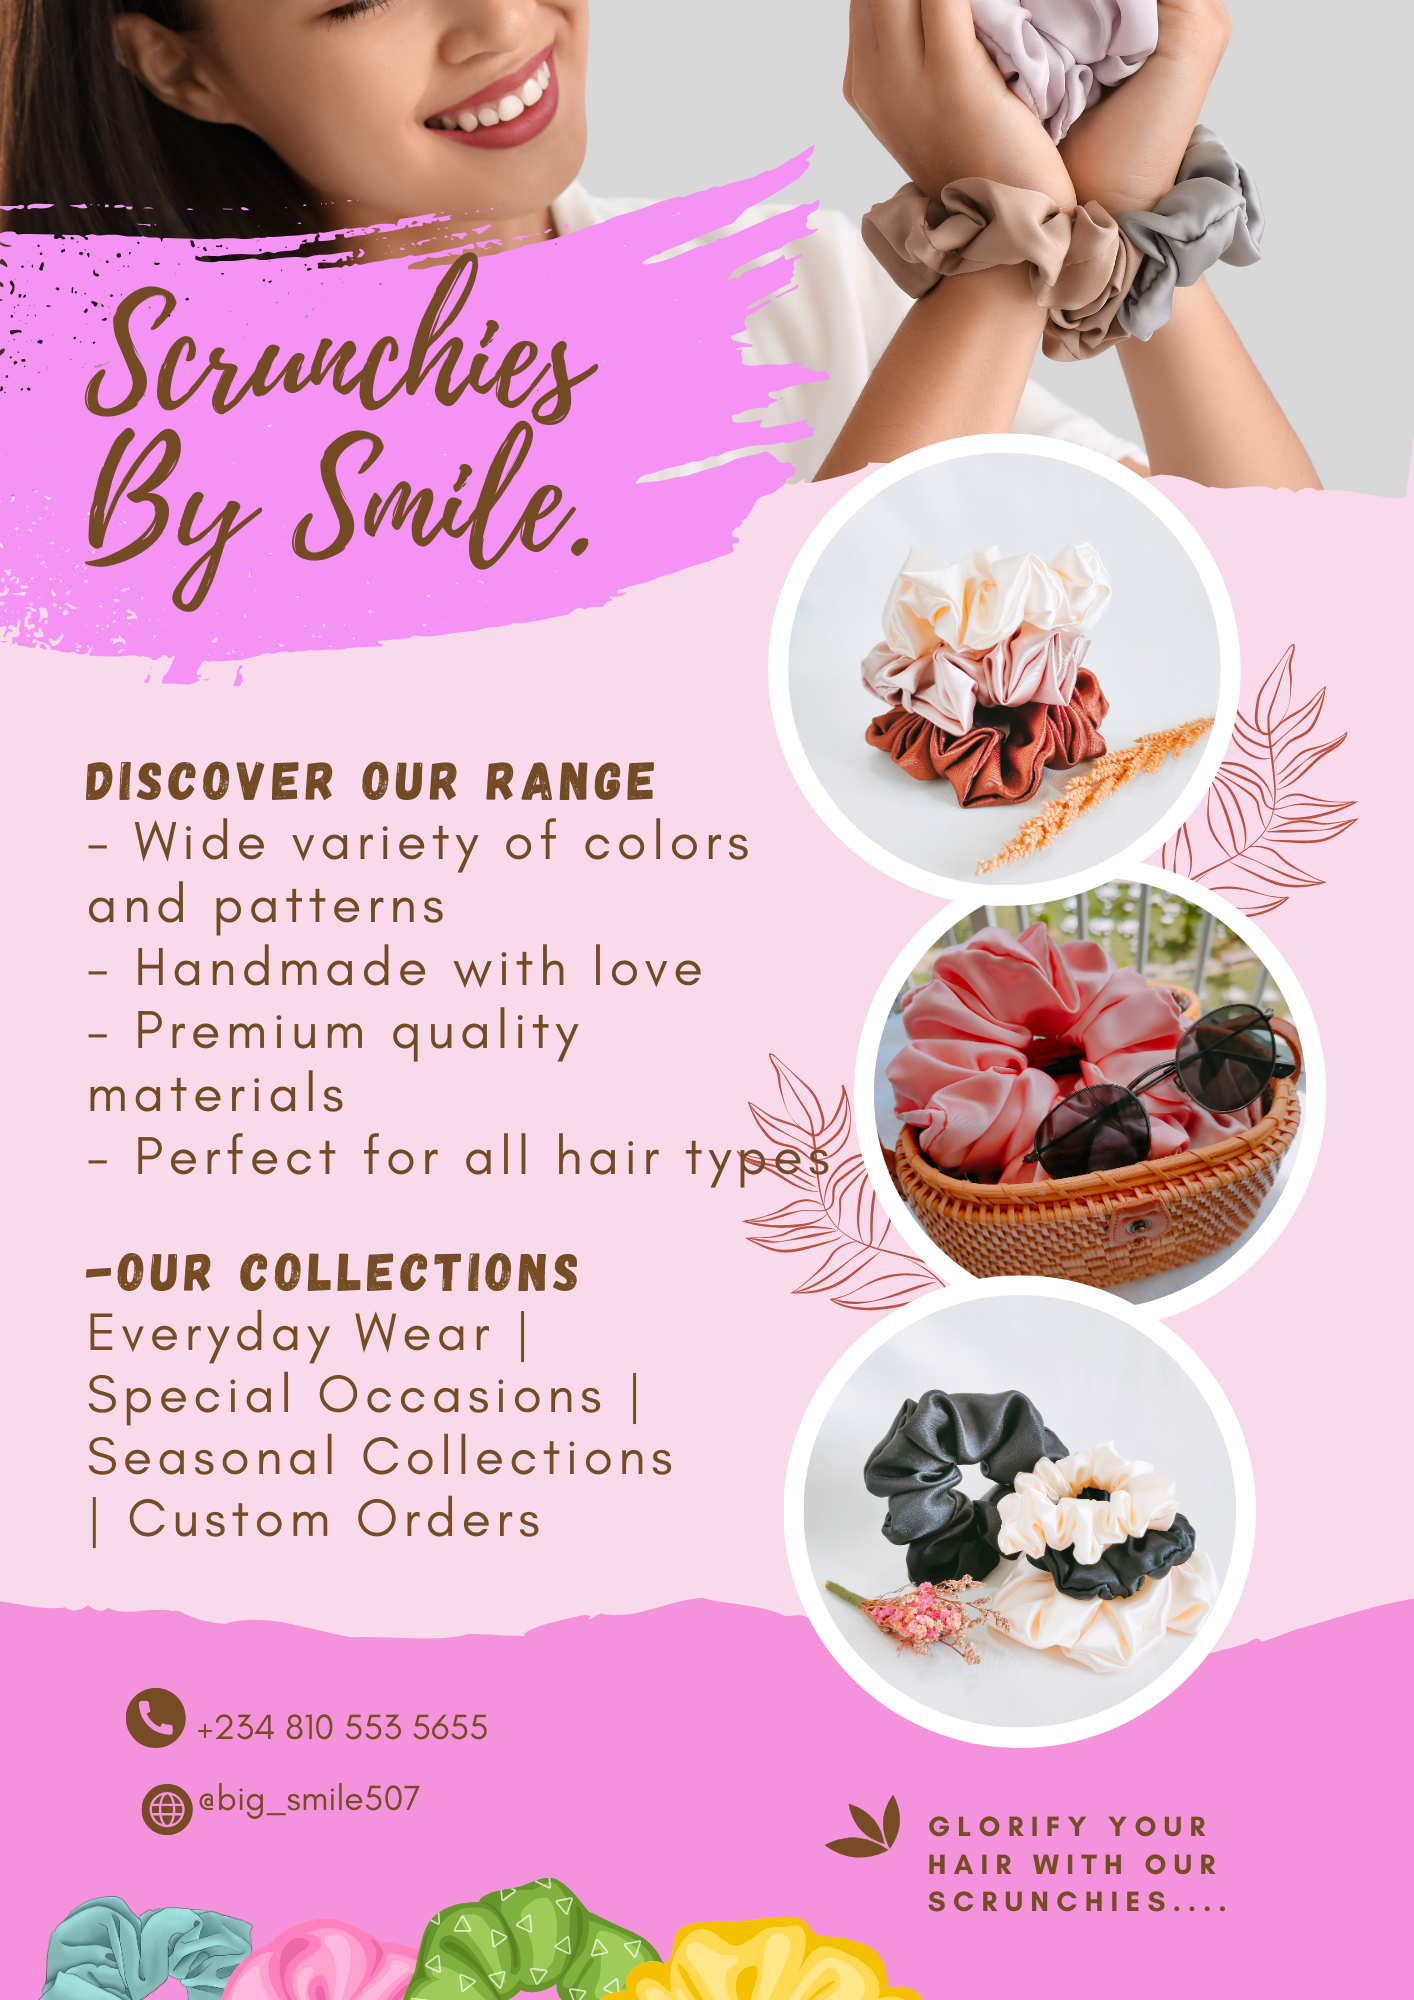 Scrunchies
By Smile.
DISCOVER OUR RANGE
- Wide variety of colors
and patterns
- Handmade with love
- Premium quality
materials
- Perfect for all hair types
-OUR COLLECTIONS
Everyday Wear |
Special Occasions |
Seasonal Collections
| Custom Orders
+234 810 553 5655
@big_smile507
GLORIFY YOUR
HAIR WITH OUR
SCRUNCHIES....